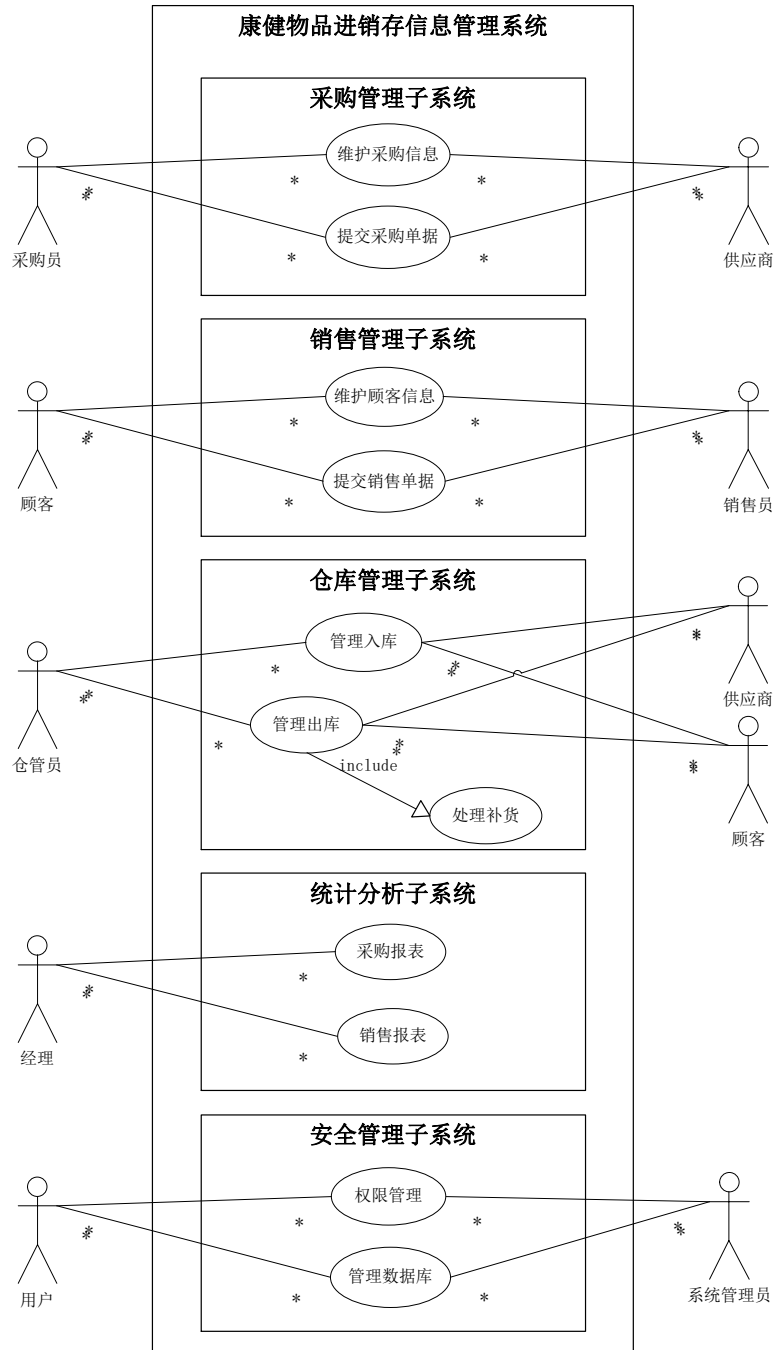 康健物品进销存信息管理系统
采购管理子系统
维护采购信息
*
*
*
*
*
*
提交采购单据
*
*
采购员
供应商
销售管理子系统
维护顾客信息
*
*
*
*
*
*
提交销售单据
*
*
顾客
销售员
仓库管理子系统
管理入库
*
*
*
*
*
*
*
管理出库
*
*
*
include
*
*
仓管员
供应商
处理补货
顾客
统计分析子系统
采购报表
*
*
*
销售报表
*
经理
安全管理子系统
权限管理
*
*
*
*
*
*
管理数据库
*
*
用户
系统管理员